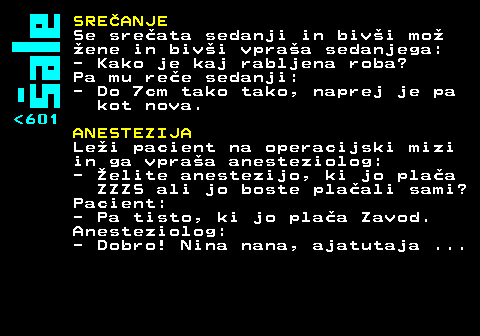 šale
<601
SREČANJE
Se srečata sedanji in bivši mož
žene in bivši vpraša sedanjega:
- Kako je kaj rabljena roba?
Pa mu reče sedanji:
- Do 7cm tako tako, naprej je pa
kot nova.
ANESTEZIJA
Leži pacient na operacijski mizi
in ga vpraša anesteziolog:
- Želite anestezijo, ki jo plača
ZZZS ali jo boste plačali sami?
Pacient:
- Pa tisto, ki jo plača Zavod.
Anesteziolog:
- Dobro! Nina nana, ajatutaja ...